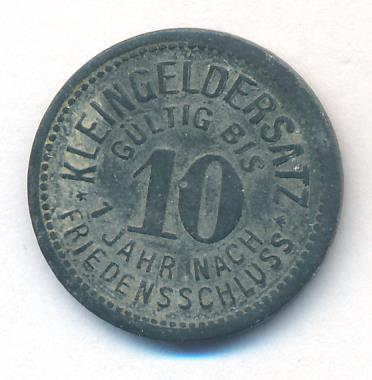 KLEINGELDERSATZ
GÜLTIG BIS
10
1 JAHR NACH
FRIEDENSSCHLUSS